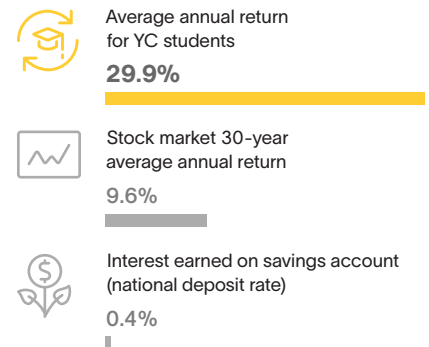 Average annual return
for YC students
29.9%
Stock market 30-year
average annual return
9.6%
$
Interest earned on savings account
(national deposit rate)
0.4%